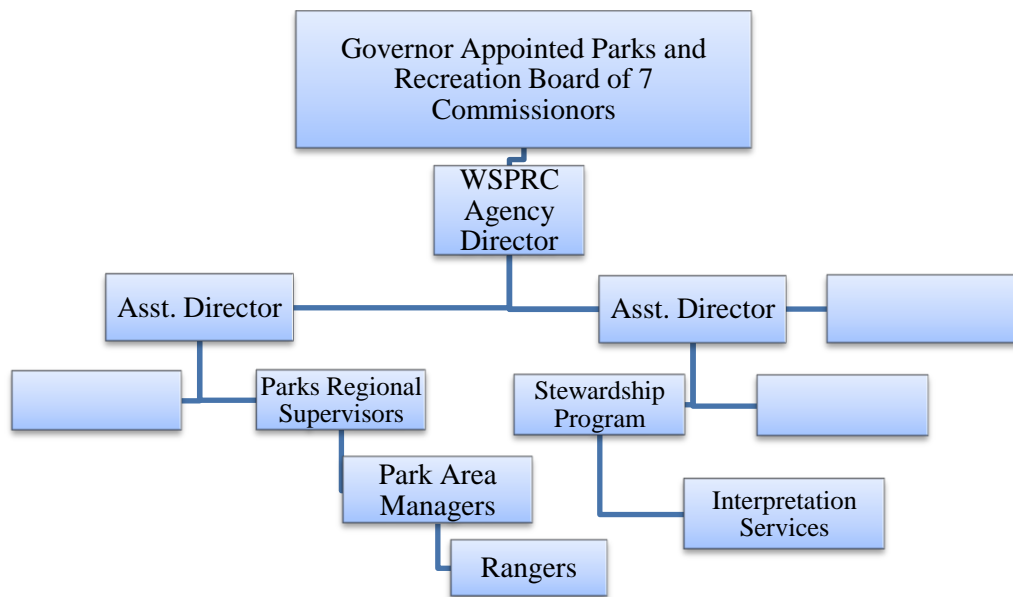 Governor Appointed Parks and
Recreation Board of 7
Commissionors
WSPRC
Agency
Director
Asst. Director
Asst. Director
Parks Regional
Supervisors
Stewardship
Program
Park Area
Managers
Interpretation
Services
Rangers